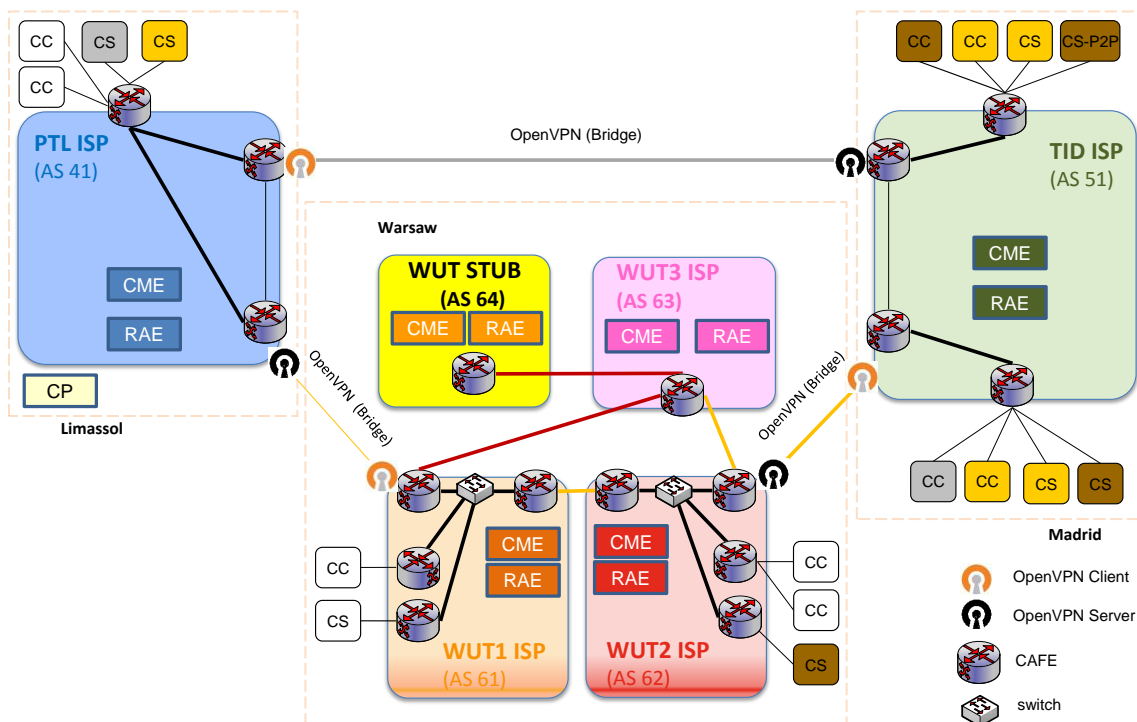 CC
CS
CS
CC
PTL ISP
(AS 41)
CME
RAE
CP
Limassol
OpenVPN (Bridge)
CC
CC
CS
CS-P2P
TID ISP
(AS 51)
CME
RAE
CC
CC
CS
CS
Madrid
Warsaw
WUT STUB
(AS 64)
CME
RAE
WUT3 ISP
(AS 63)
CME
RAE
OpenVPN (Bridge)
OpenVPN (Bridge)
CME
RAE
CC
CS
WUT1 ISP
(AS 61)
CME
RAE
CC
CC
CS
WUT2 ISP
(AS 62)
OpenVPN Client
OpenVPN Server
CAFE
switch